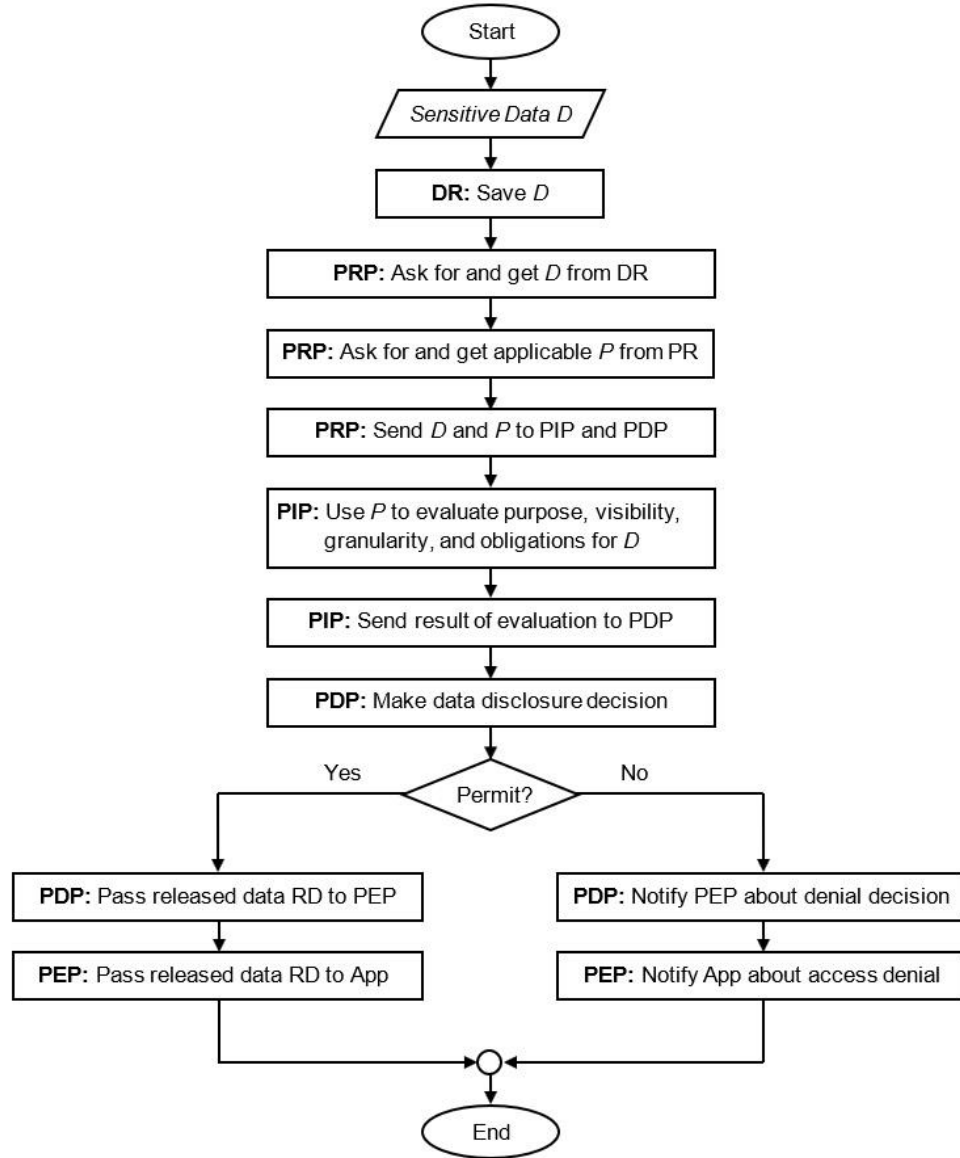 Start
Sensitive Data D
DR: Save D
PRP: Ask for and get D from DR
PRP: Ask for and get applicable P from PR
PRP: Send D and P to PIP and PDP
PIP: Use P to evaluate purpose, visibility,
granularity, and obligations for D
PIP: Send result of evaluation to PDP
PDP: Make data disclosure decision
Yes
Permit?
No
PDP: Pass released data RD to PEP
PDP: Notify PEP about denial decision
PEP: Pass released data RD to App
PEP: Notify App about access denial
End